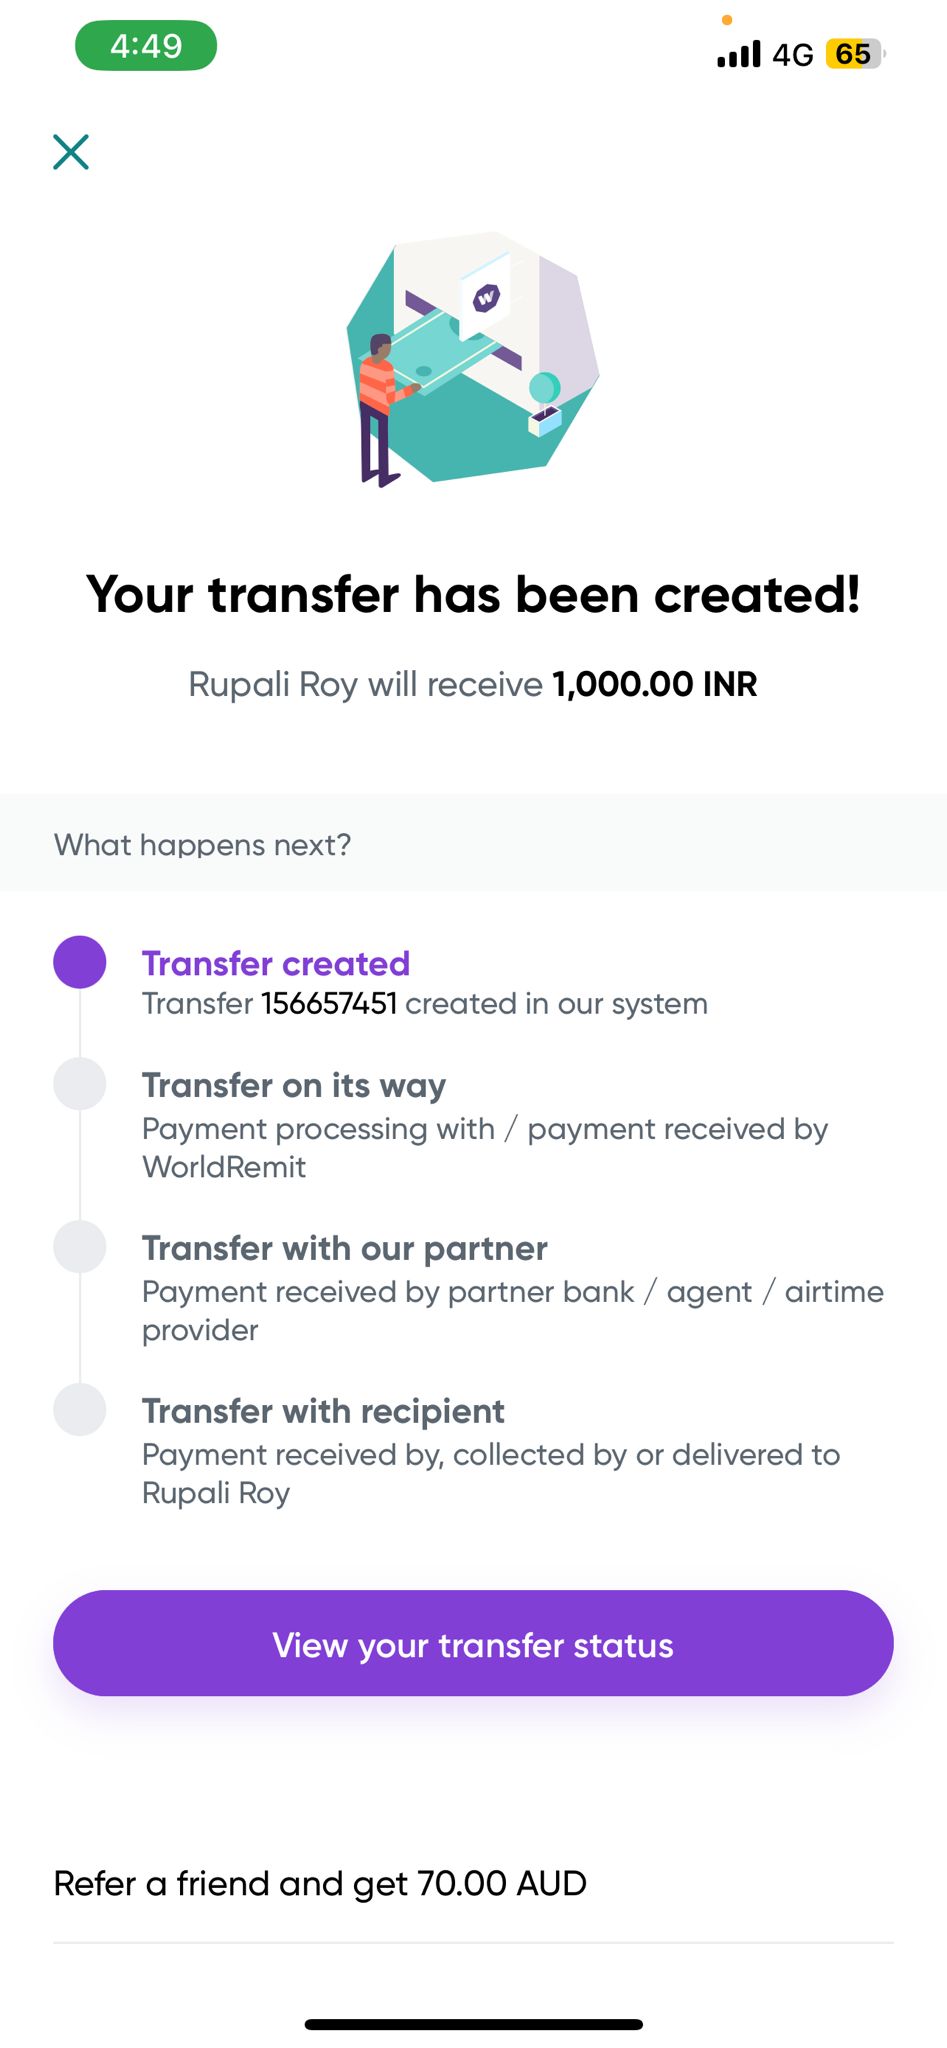 4:49
4G 65
W
Your transfer has been created!
Rupali Roy will receive 1,000.00 INR
What happens next?
Transfer created
Transfer 156657451 created in our system
Transfer on its way
Payment processing with / payment received by
WorldRemit
Transfer with our partner
Payment received by partner bank / agent / airtime
provider
Transfer with recipient
Payment received by, collected by or delivered to
Rupali Roy
View your transfer status
Refer a friend and get 70.00 AUD